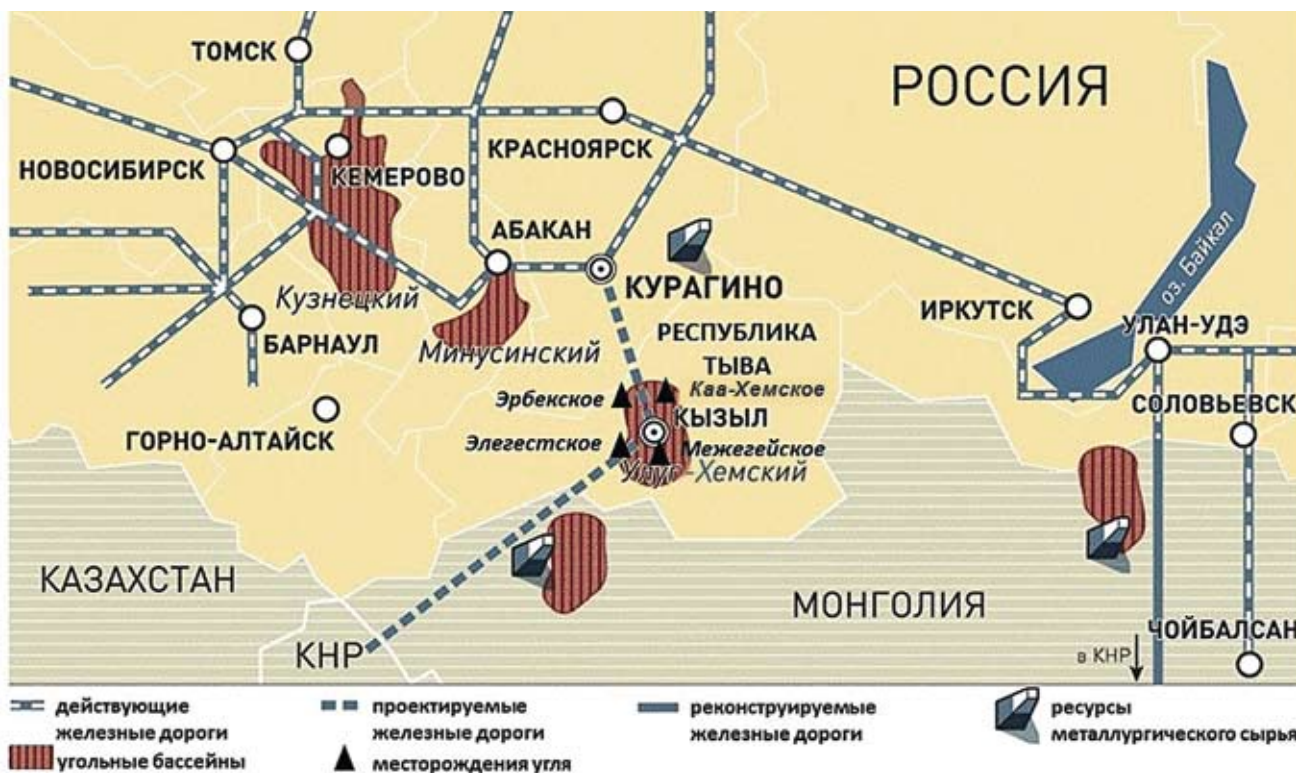 ТОМСК
РОССИЯ
НОВОСИБИРСК
КЕМЕРОВО
КРАСНОЯРСК
оз. Байкал
АБАКАН
Кузнецкий
КУРАГИНО
ИРКУТСК
УЛАН-УДЭ
БАРНАУЛ
Минусинский
РЕСПУБЛИКА
ТЫВА
Эрбекское
Каа-Хемское
СОЛОВЬЕВСК
ГОРНО-АЛТАЙСК
Элегестское
КЫЗЫЛ
Межегейское
Улуг-Хемский
КАЗАХСТАН
МОНГОЛИЯ
КНР
ЧОЙБАЛСАН
в КНР
действующие
железные дороги
проектируемые
железные дороги
реконструируемые
железные дороги
ресурсы
металлургического сырья
угольные бассейны
месторождения угля